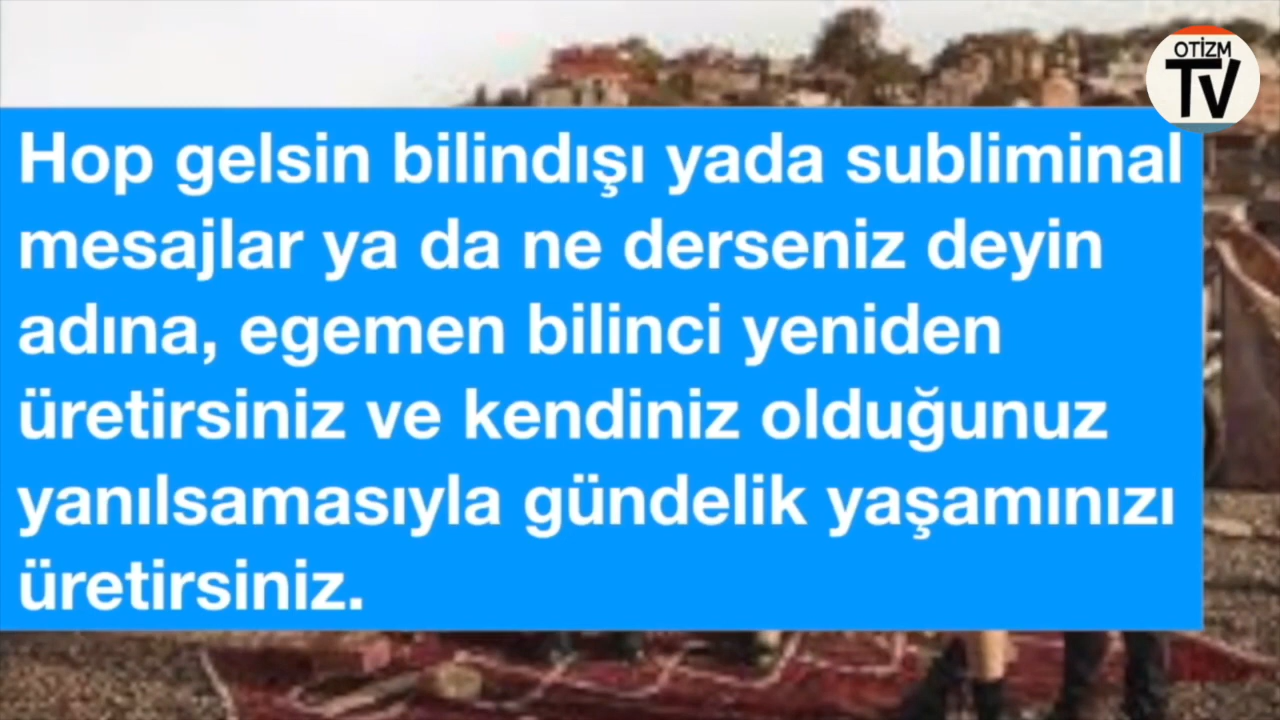 OTİZM
TV
Hop gelsin bilindışı yada subliminal
mesajlar ya da ne derseniz deyin
adına, egemen bilinci yeniden
üretirsiniz ve kendiniz olduğunuz
yanılsamasıyla gündelik yaşamınızı
üretirsiniz.